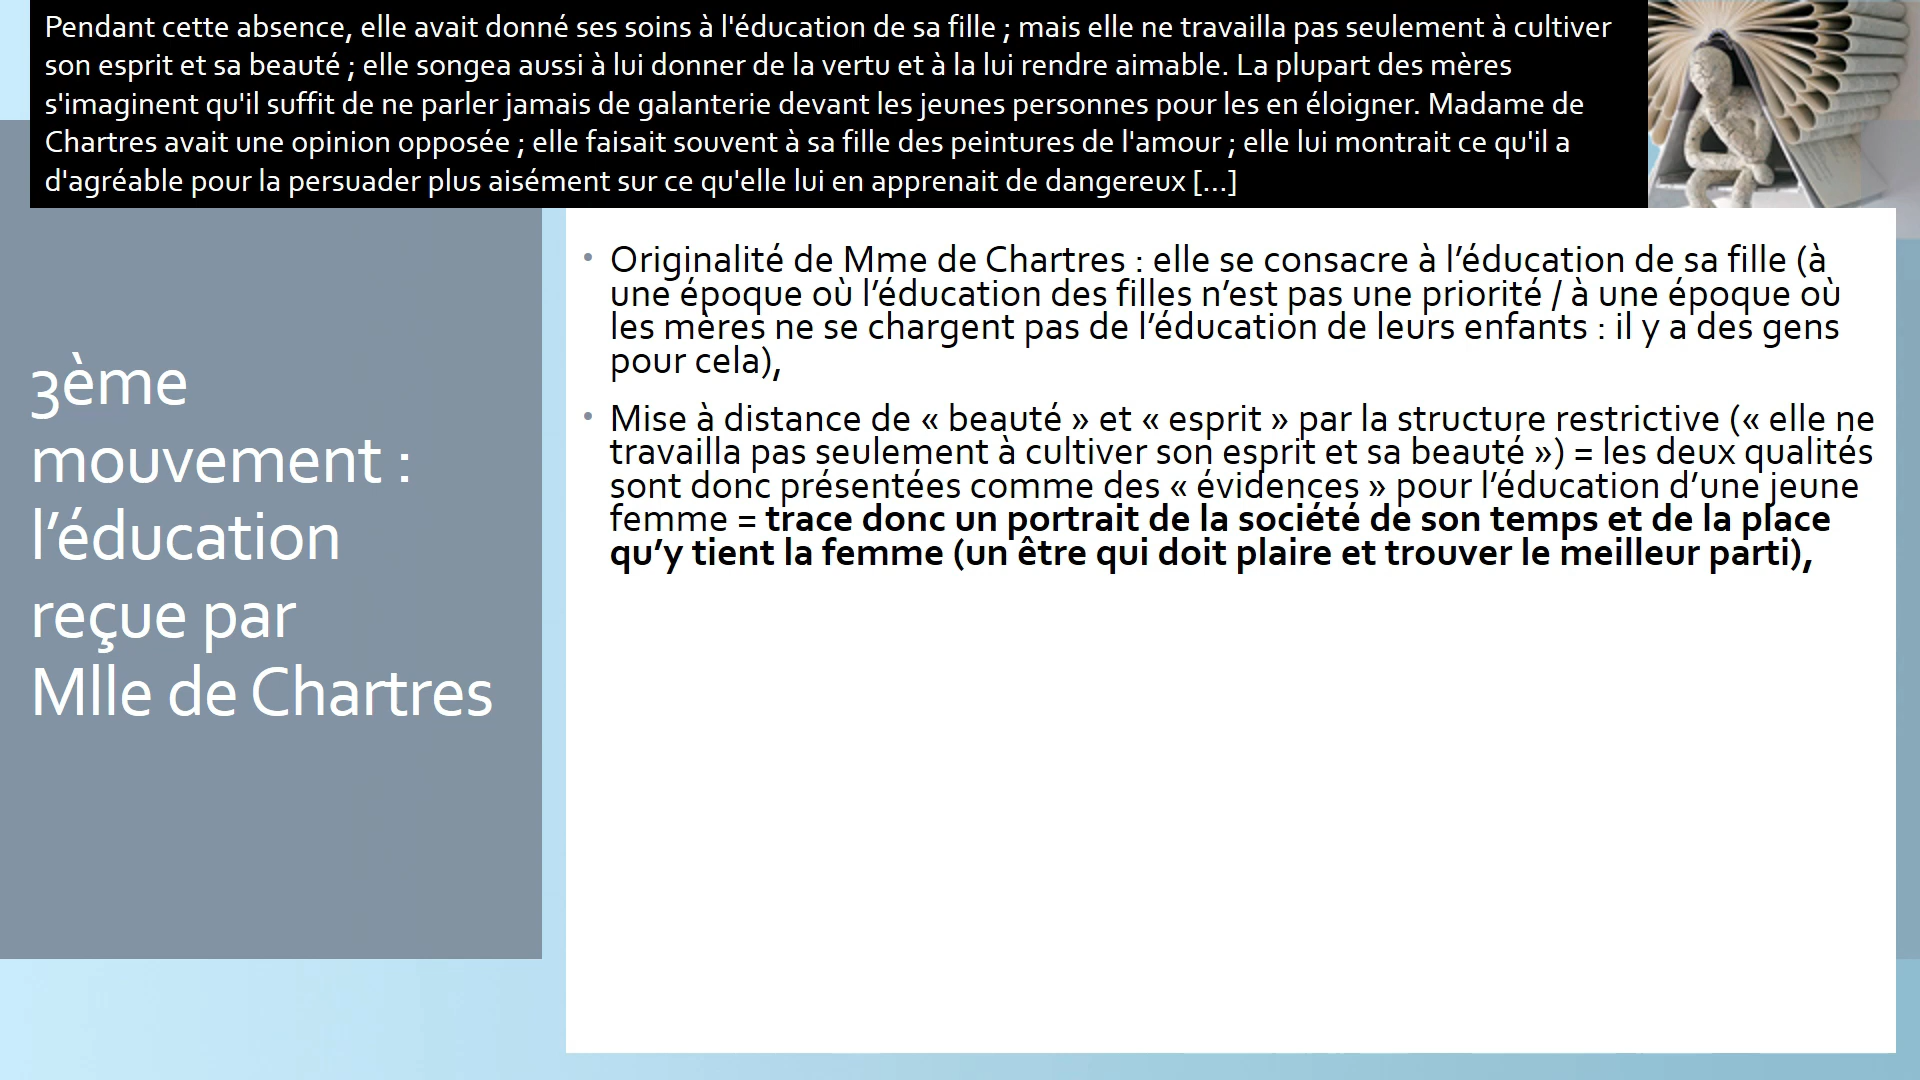 Pendant cette absence, elle avait donné ses soins à l'éducation de sa fille ; mais elle ne travailla pas seulement à cultiver
son esprit et sa beauté ; elle songea aussi à lui donner de la vertu et à la lui rendre aimable. La plupart des mères
s'imaginent qu'il suffit de ne parler jamais de galanterie devant les jeunes personnes pour les en éloigner. Madame de
Chartres avait une opinion opposée ; elle faisait souvent à sa fille des peintures de l'amour ; elle lui montrait ce qu'il a
d'agréable pour la persuader plus aisément sur ce qu'elle lui en apprenait de dangereux [...]
3ème
mouvement :
l’éducation
reçue par
Mlle de Chartres
• Originalité de Mme de Chartres : elle se consacre à l’éducation de sa fille (à
une époque où l’éducation des filles n’est pas une priorité / à une époque où
les mères ne se chargent pas de l’éducation de leurs enfants : il y a des gens
pour cela),
• Mise à distance de « beauté » et « esprit » par la structure restrictive (« elle ne
travailla pas seulement à cultiver son esprit et sa beauté ») = les deux qualités
sont donc présentées comme des « évidences » pour l’éducation d’une jeune
femme = trace donc un portrait de la société de son temps et de la place
qu’y tient la femme (un être qui doit plaire et trouver le meilleur parti),